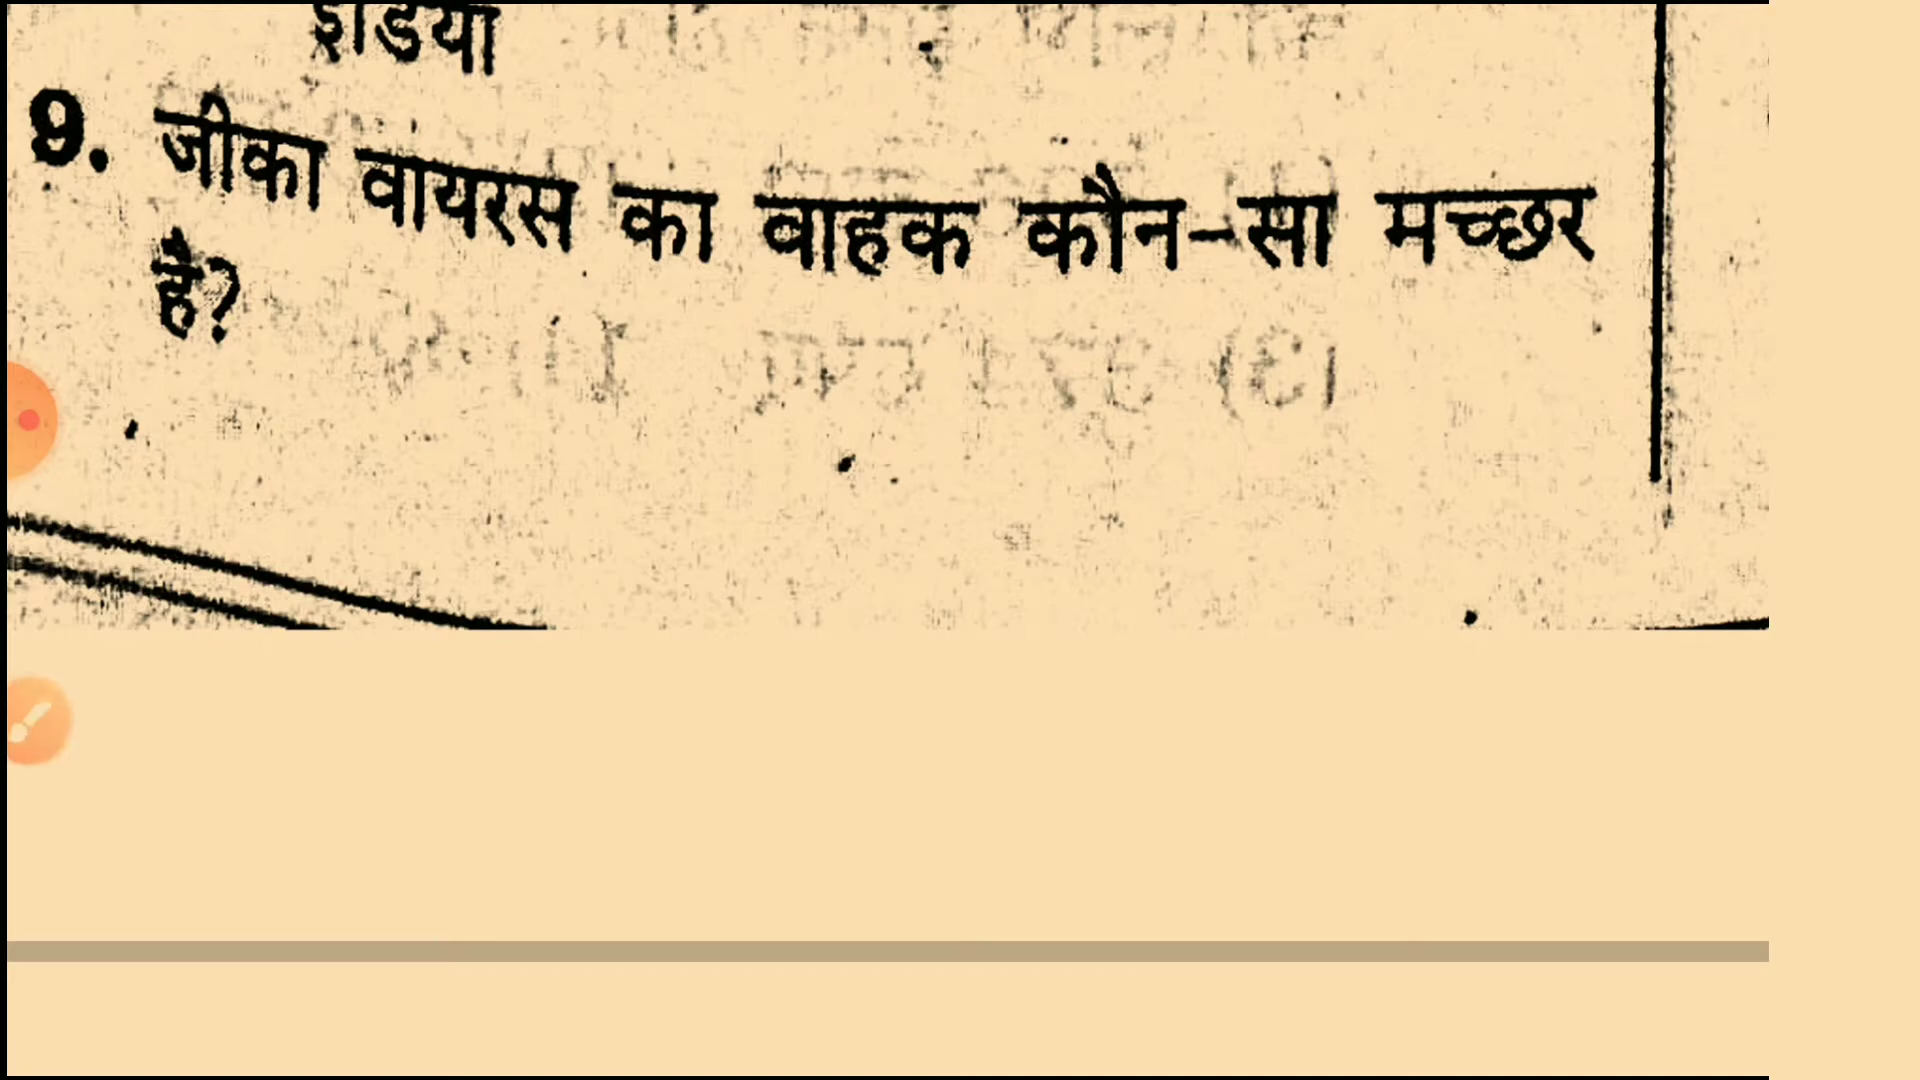 इंडिया
9. जीका वायरस का वाहक कौन-सा मच्छर
है?